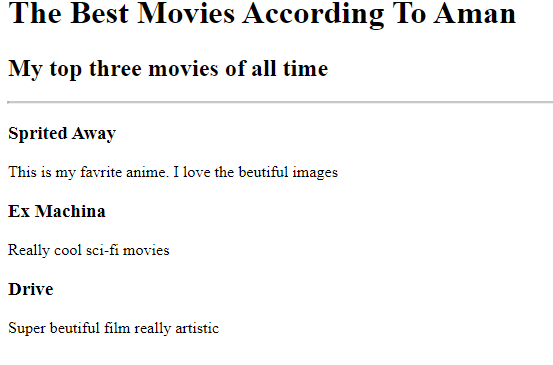 The Best Movies According To Aman
My top three movies of all time
Sprited Away
This is my favrite anime. I love the beutiful images
Ex Machina
Really cool sci-fi movies
Drive
Super beutiful film really artistic